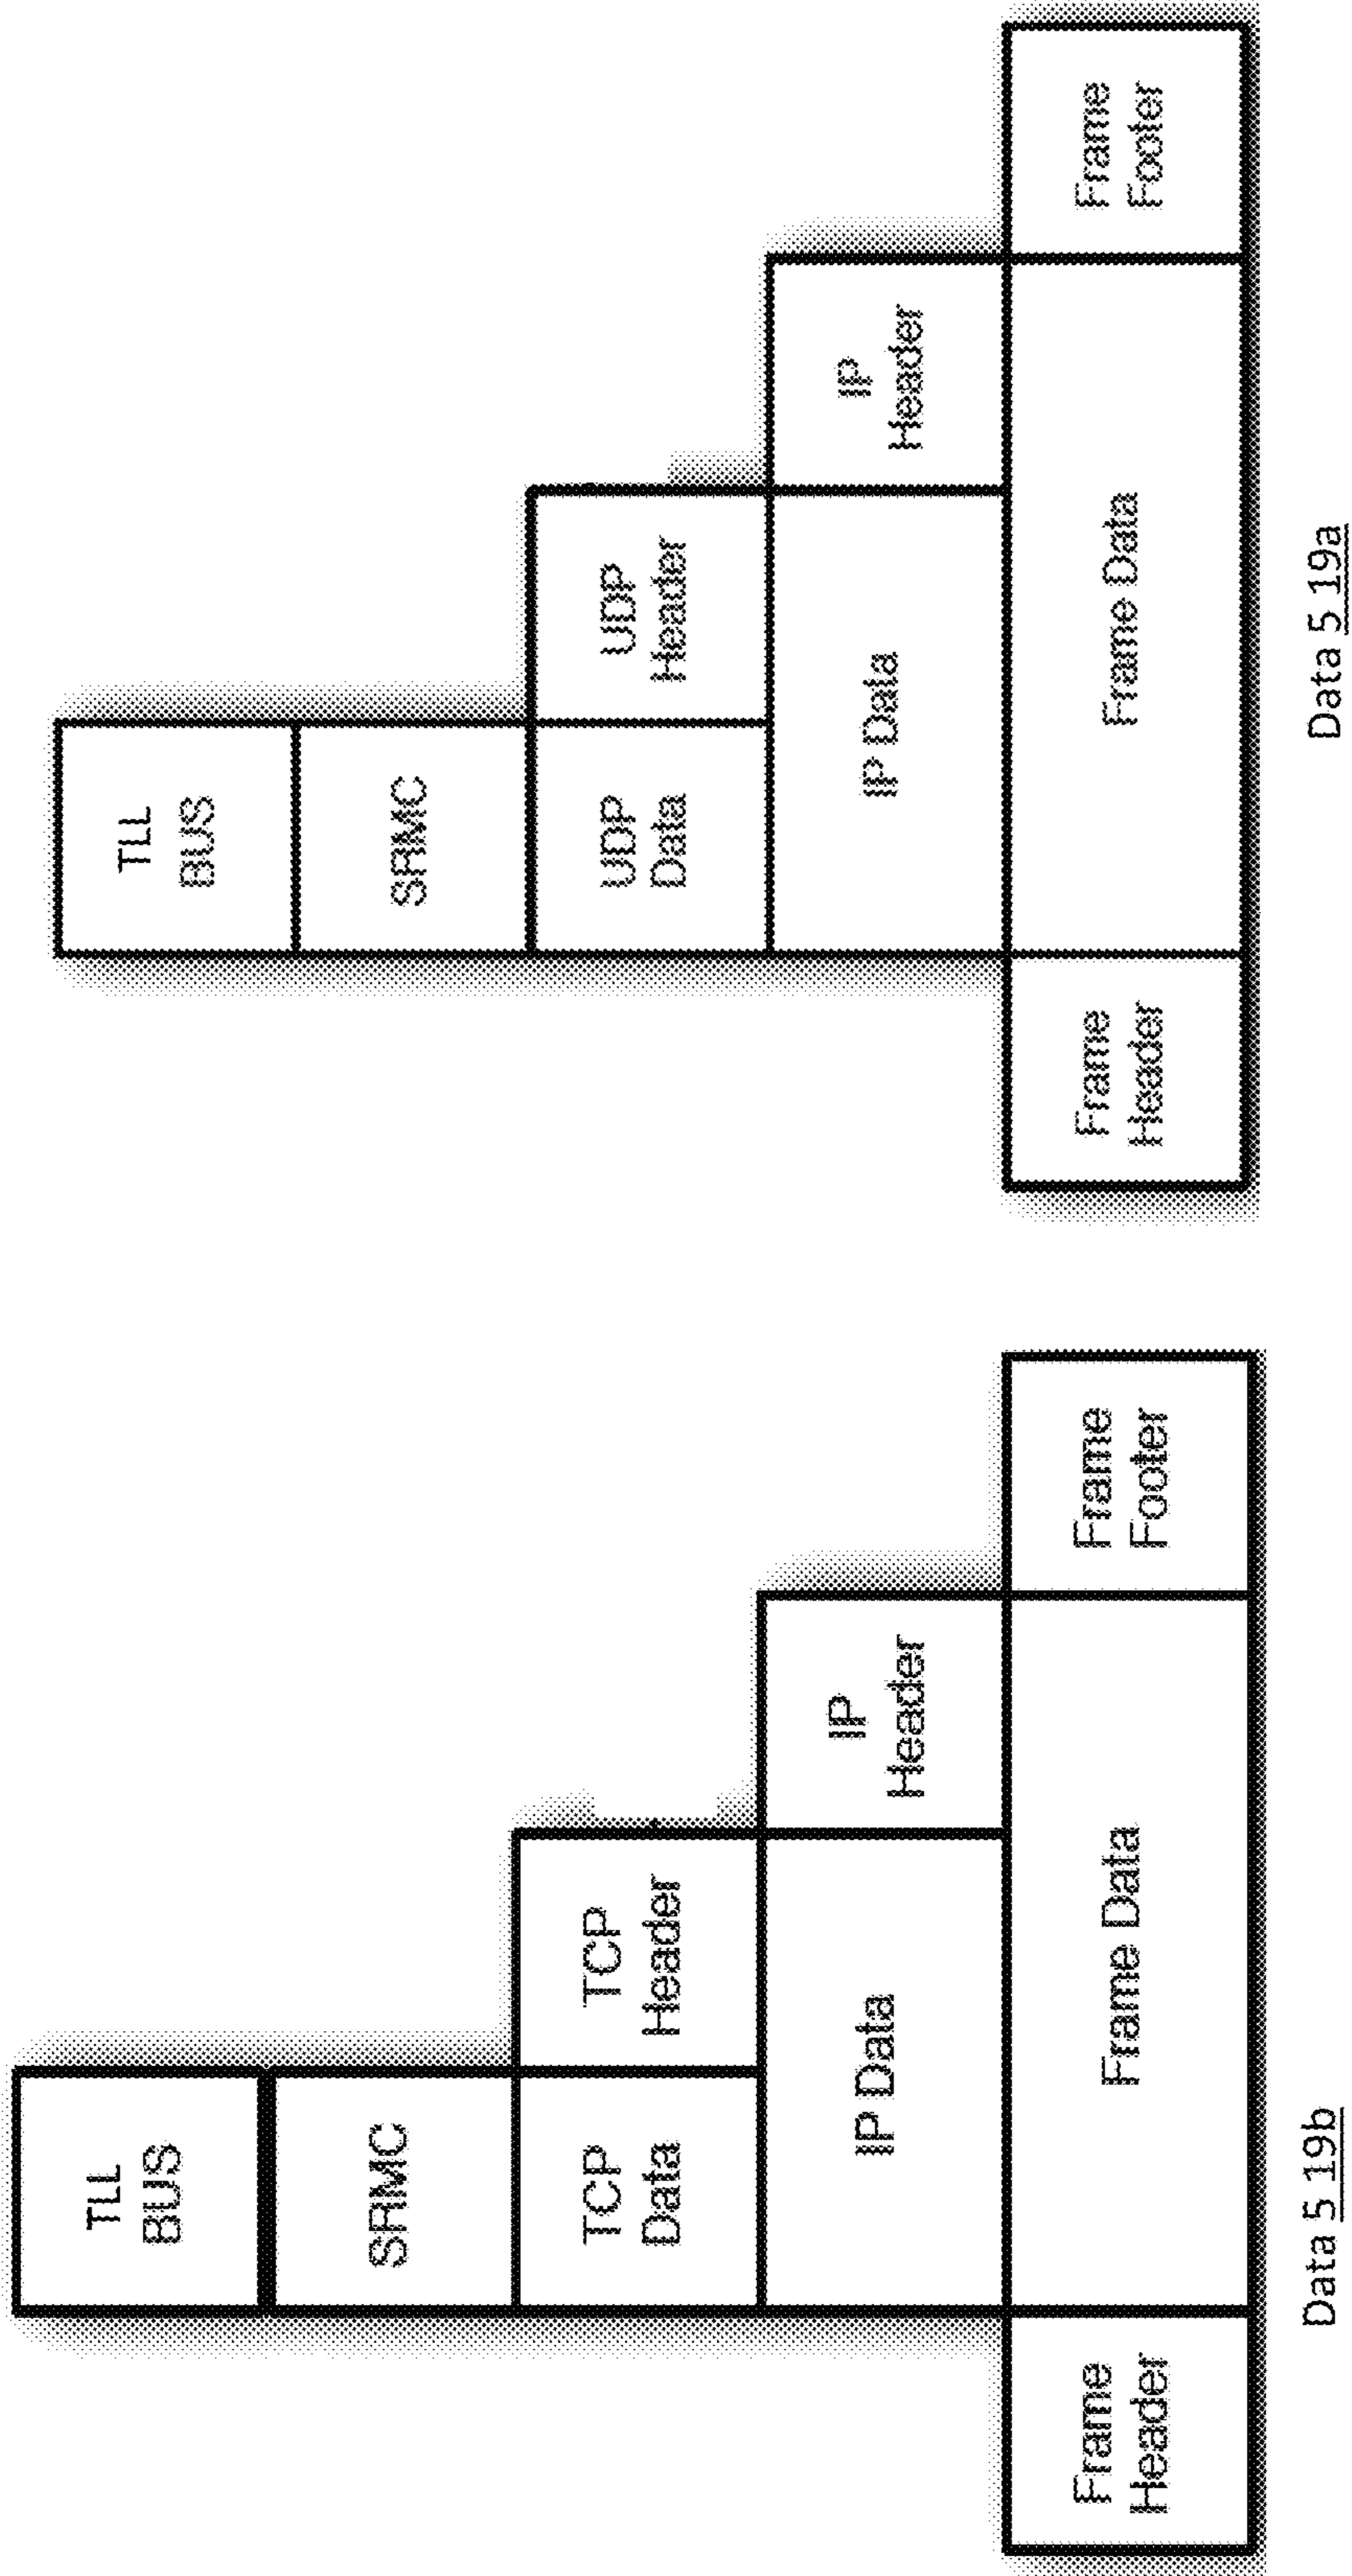 TLL
BUS
SRMC
TCP
Data
TCP
Header
IP Data
IP
Header
Frame
Header
Frame Data
Frame
Footer
Data 5 19b
TLL
BUS
SRMC
UDP
Data
UDP
Header
IP Data
IP
Header
Frame
Header
Frame Data
Frame
Footer
Data 5 19a